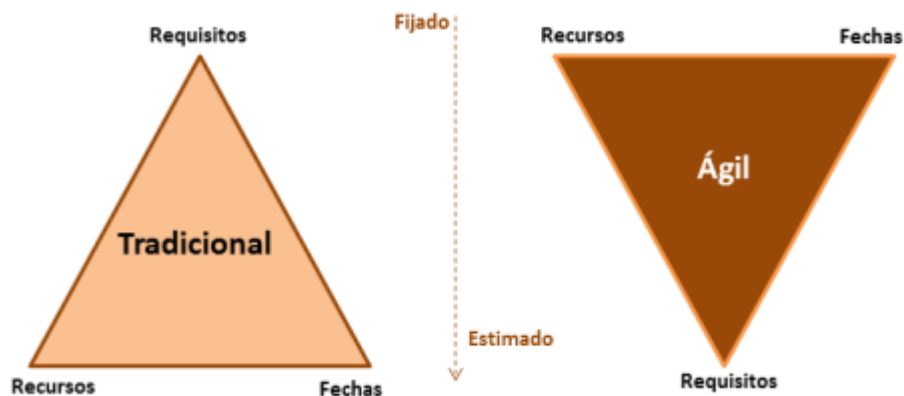 Requisitos
Tradicional
Recursos
Fechas
Fijado
Estimado
Recursos
Fechas
Ágil
Requisitos